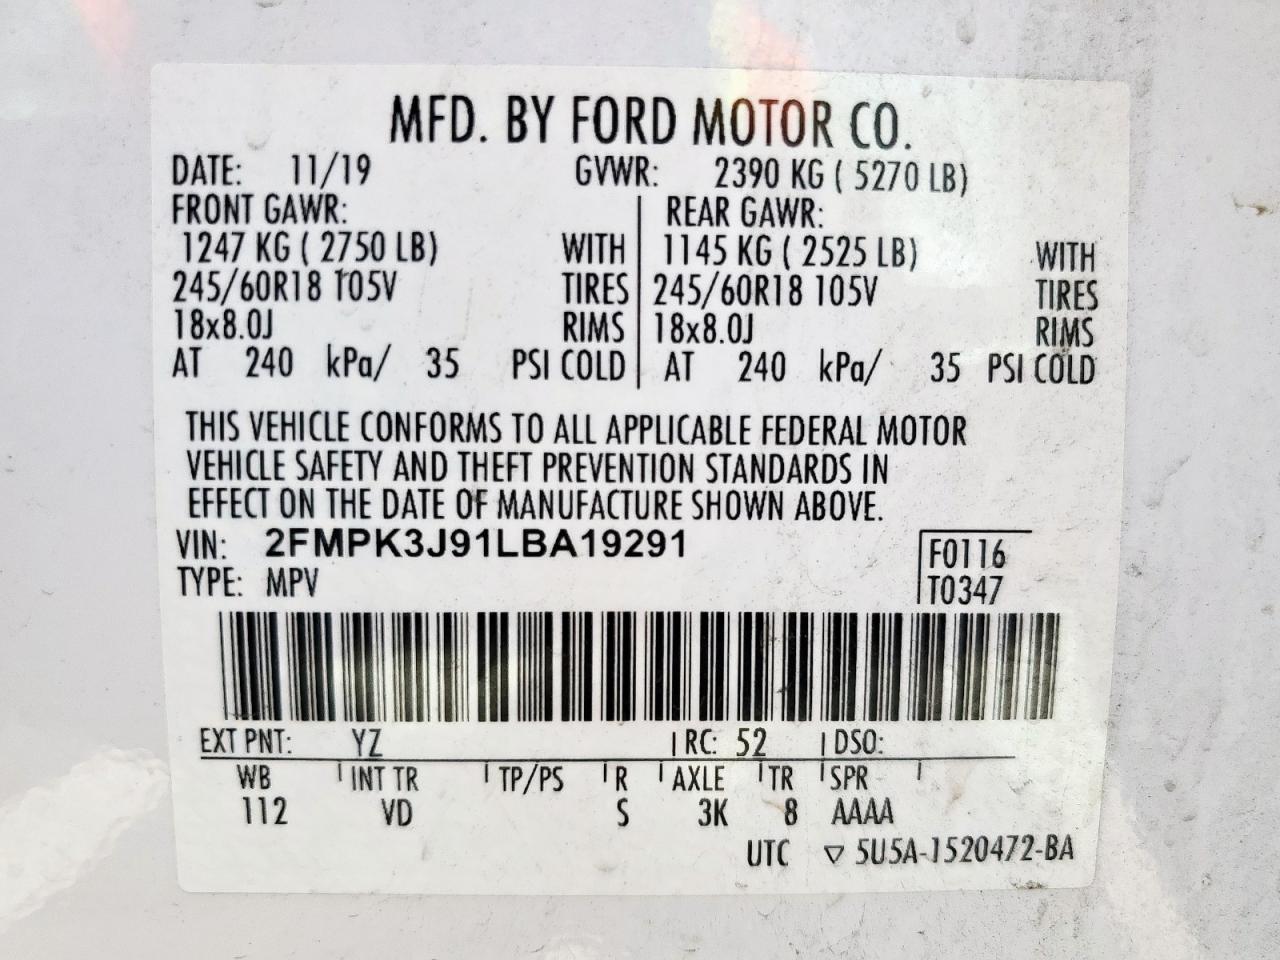 MFD. BY FORD MOTOR CO.
DATE: 11/19 GVWR: 2390 KG ( 5270 LB)
FRONT GAWR: REAR GAWR:
1247 KG ( 2750 LB) WITH 1145 KG ( 2525 LB) WITH
245/60R18 105V TIRES 245/60R18 105V TIRES
18x8.0J RIMS 18x8.0J RIMS
AT 240 kPa/ 35 PSI COLD AT 240 kPa/ 35 PSI COLD
THIS VEHICLE CONFORMS TO ALL APPLICABLE FEDERAL MOTOR
VEHICLE SAFETY AND THEFT PREVENTION STANDARDS IN
EFFECT ON THE DATE OF MANUFACTURE SHOWN ABOVE.
VIN: 2FMPK3J91LBA19291 F0116
TYPE: MPV T0347
EXT PNT: YZ RC: 52 DSO:
WB INT TR TP/PS R AXLE TR SPR
112 VD S 3K 8 AAAA
UTC ▽ 5U5A-1520472-BA